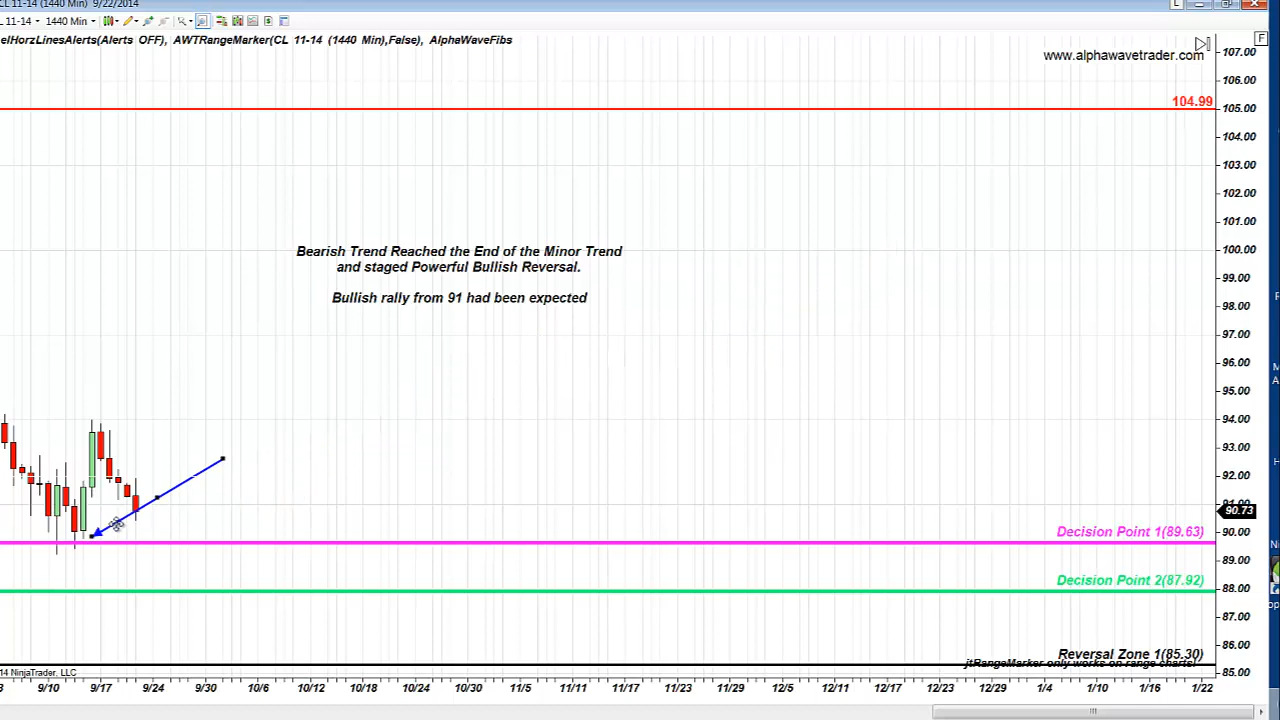 CL 11-14 (1440 Min) 9/22/2014
L 11-14
1440 Min
elHorzLinesAlerts(Alerts OFF), AWTRangeMarker(CL 11-14 (1440 Min),False), AlphaWaveFibs
F
www.alphawavetrader.com
107.00
106.00
104.99
105.00
104.00
103.00
102.00
101.00
Bearish Trend Reached the End of the Minor Trend
and staged Powerful Bullish Reversal.
Bullish rally from 91 had been expected
100.00
99.00
98.00
97.00
96.00
95.00
94.00
93.00
92.00
91.00
90.73
Decision Point 1(89.63)
90.00
89.00
Decision Point 2(87.92)
88.00
87.00
86.00
Reversal Zone 1(85.30)
jtRangeMarker only works on range charts!
85.00
14 NinjaTrader, LLC
3 9/10 9/17 9/24 9/30 10/6 10/12 10/18 10/24 10/30 11/5 11/11 11/17 11/23 11/29 12/5 12/11 12/17 12/23 12/29 1/4 1/10 1/16 1/22